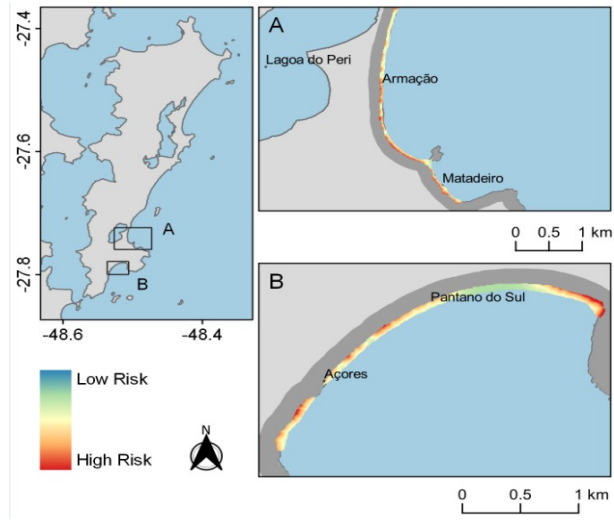 -27.4
-27.6
-27.8
-48.6
-48.4
A
B
Low Risk
High Risk
N
A
Lagoa do Peri
Armação
Matadeiro
0 0.5 1 km
B
Pantano do Sul
Açores
0 0.5 1 km